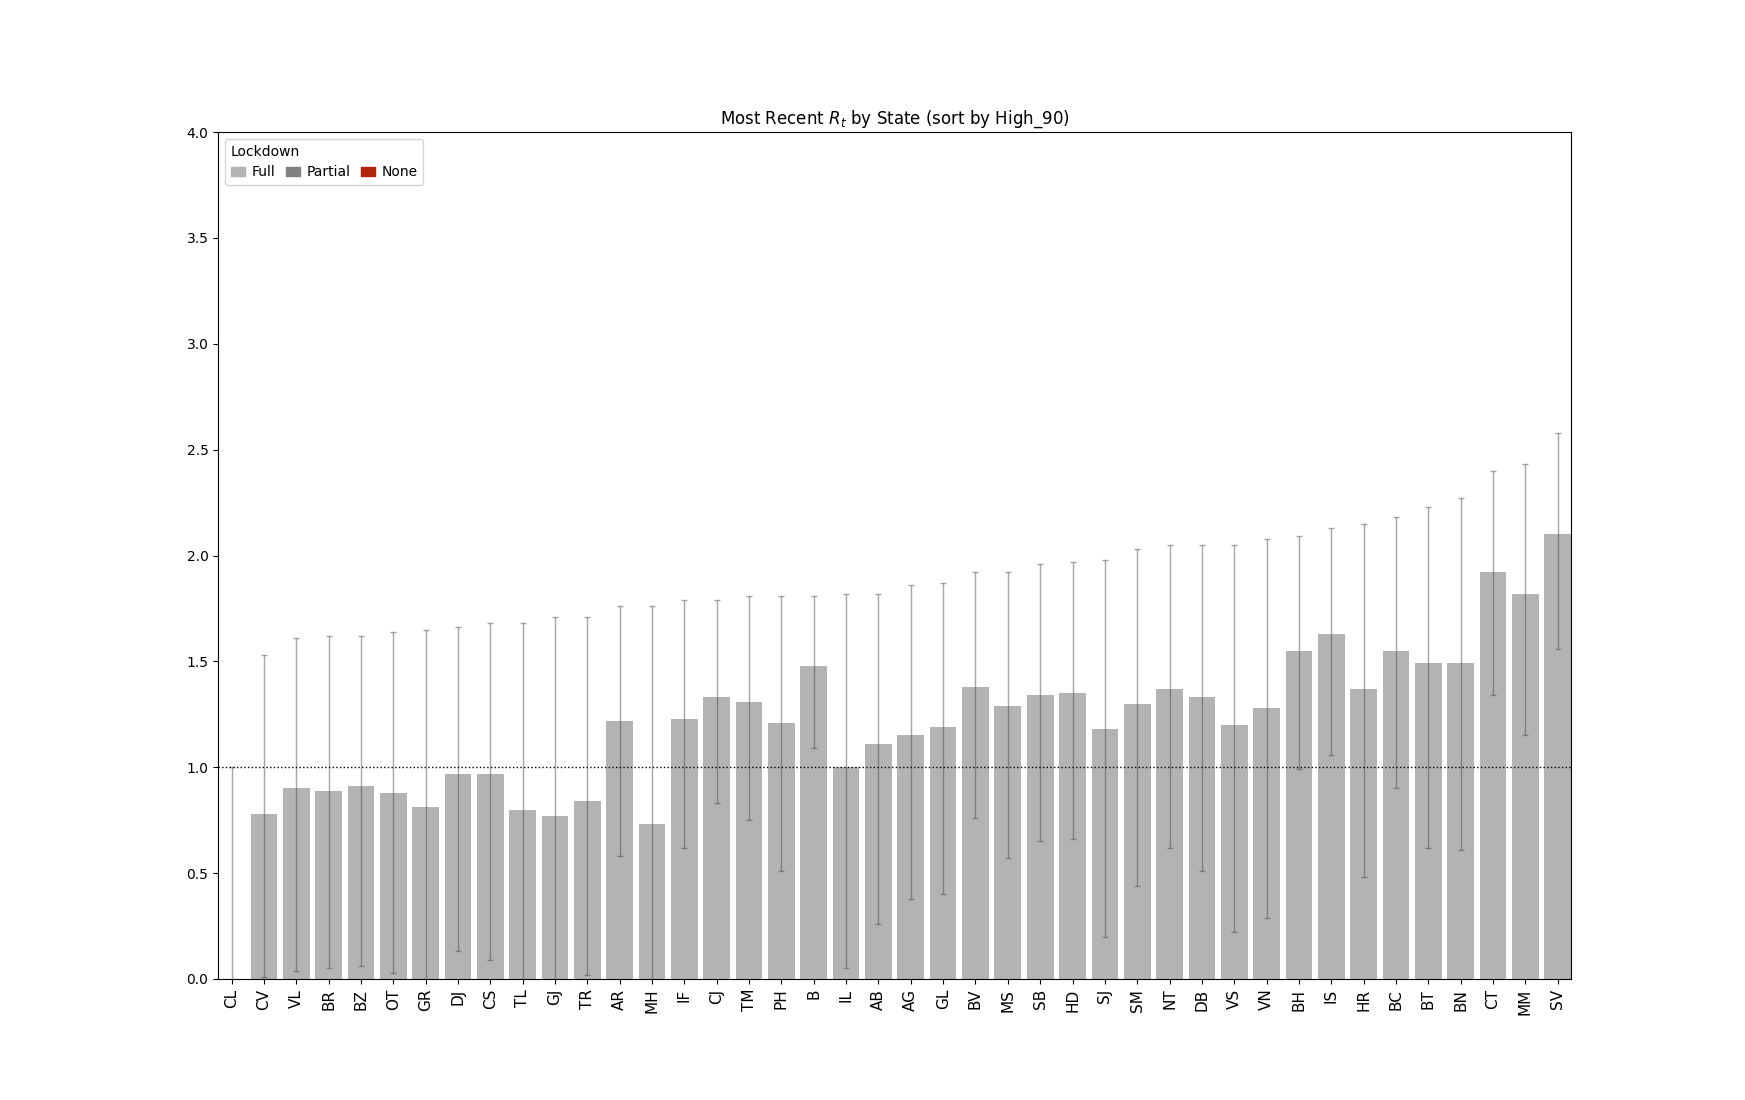 Most Recent Rt by State (sort by High_90)
Lockdown
Full Partial None
4.0
3.5
3.0
2.5
2.0
1.5
1.0
0.5
0.0
CL CV VL BR BZ OT GR DJ CS TL GJ TR AR MH IF CJ TM PH B IL AB AG GL BV MS SB HD SJ SM NT DB VS VN BH IS HR BC BT BN CT MM SV